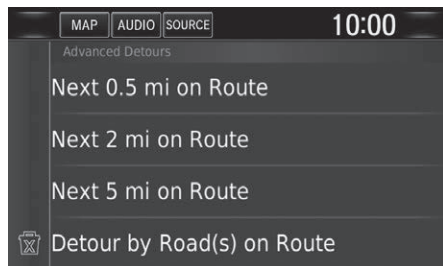 MAP AUDIO SOURCE 10:00
Advanced Detours
Next 0.5 mi on Route
Next 2 mi on Route
Next 5 mi on Route
Detour by Road(s) on Route